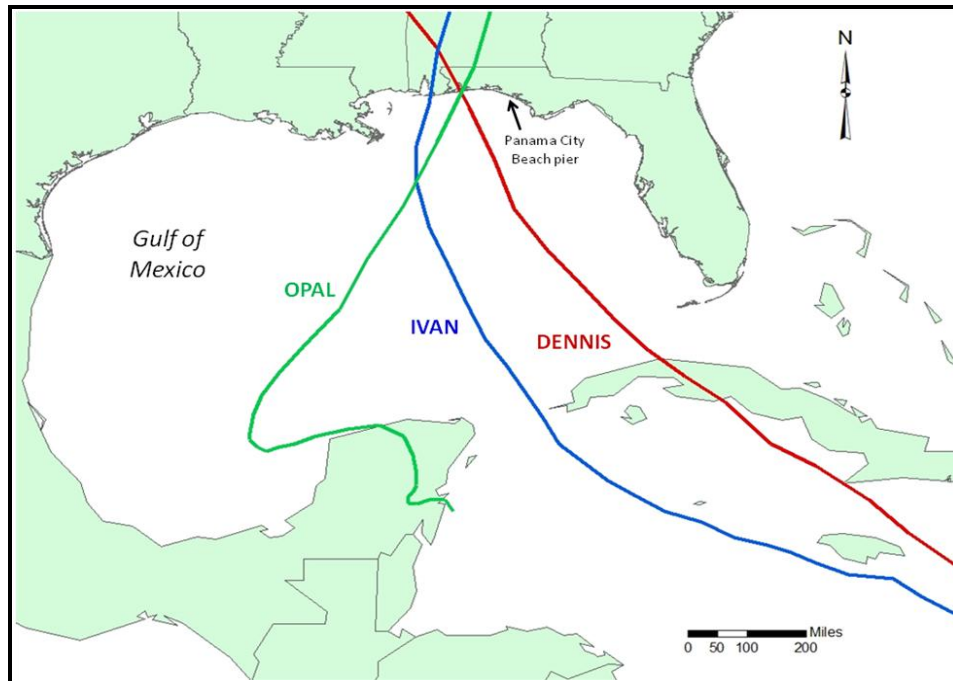 N
Panama City
Beach pier
Gulf of
Mexico
OPAL
IVAN
DENNIS
Miles
0 50 100 200